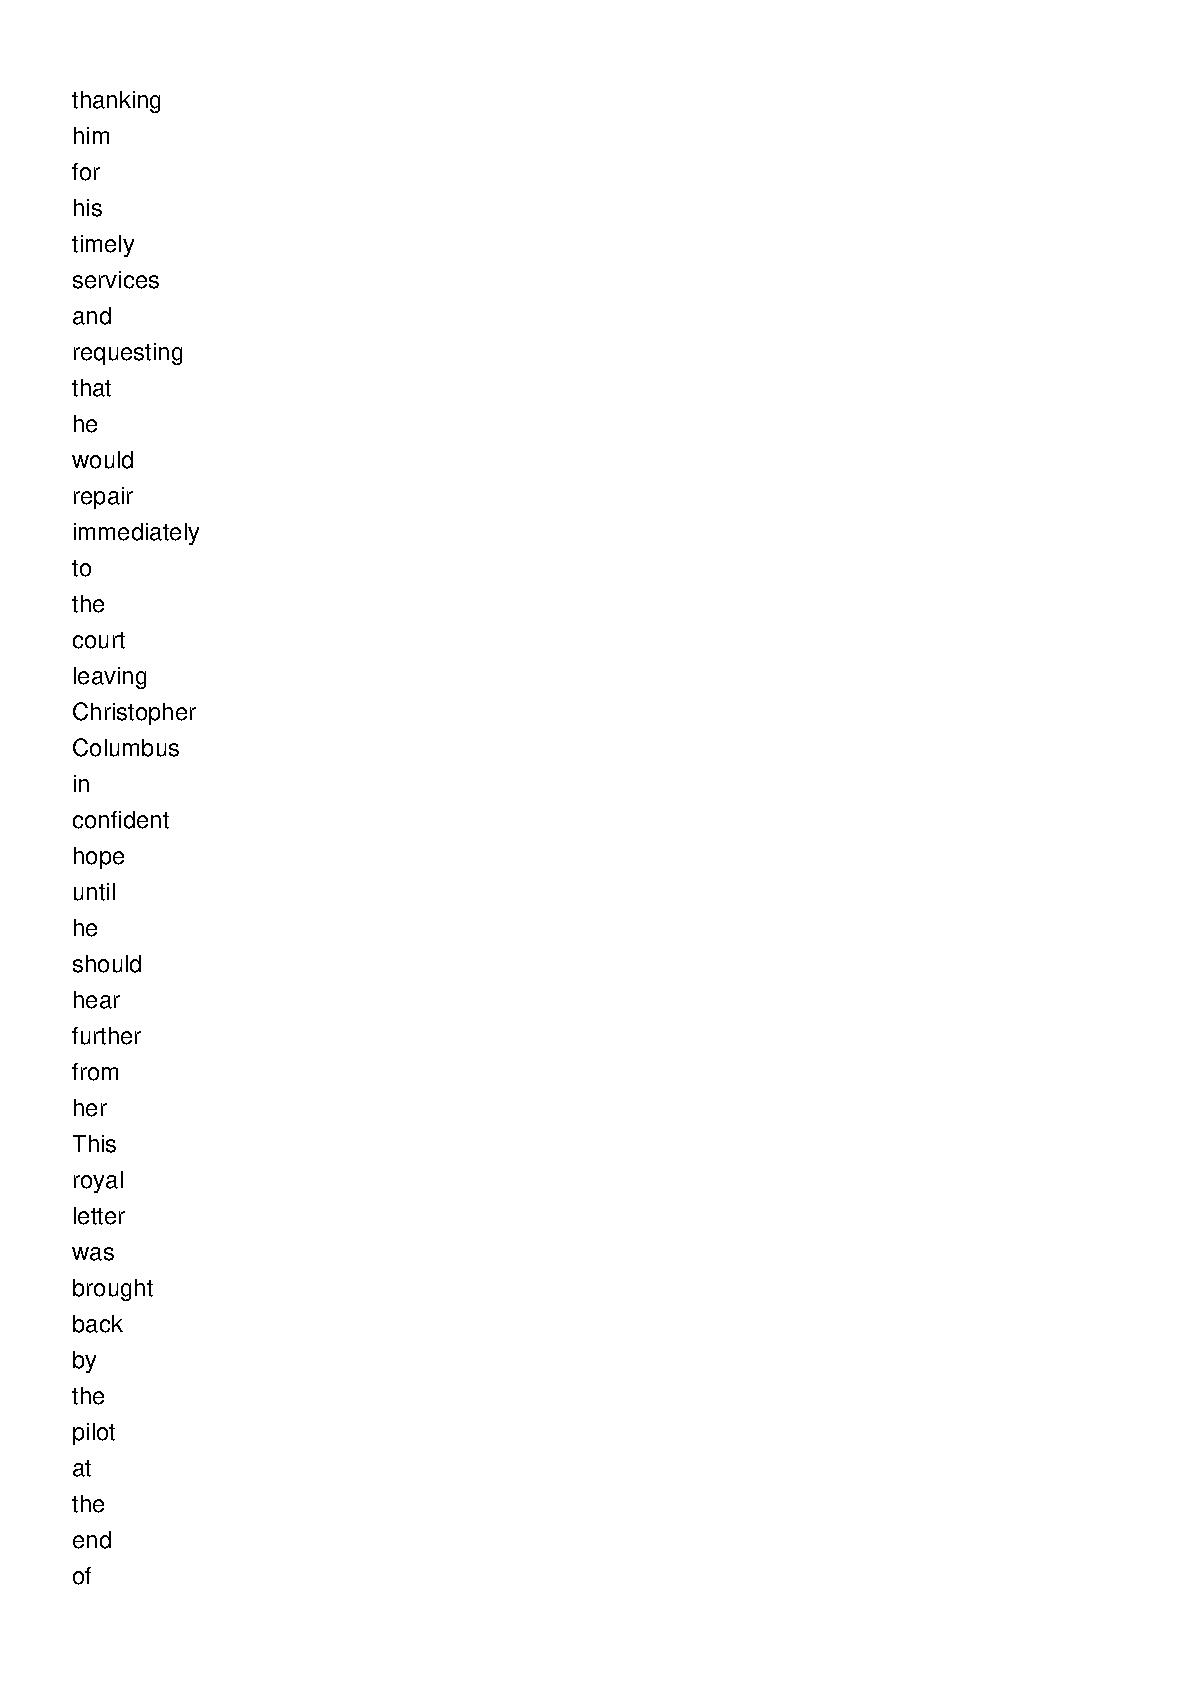 thanking
him
for
his
timely
services
and
requesting
that
he
would
repair
immediately
to
the
court
leaving
Christopher
Columbus
in
confident
hope
until
he
should
hear
further
from
her
This
royal
letter
was
brought
back
by
the
pilot
at
the
end
of